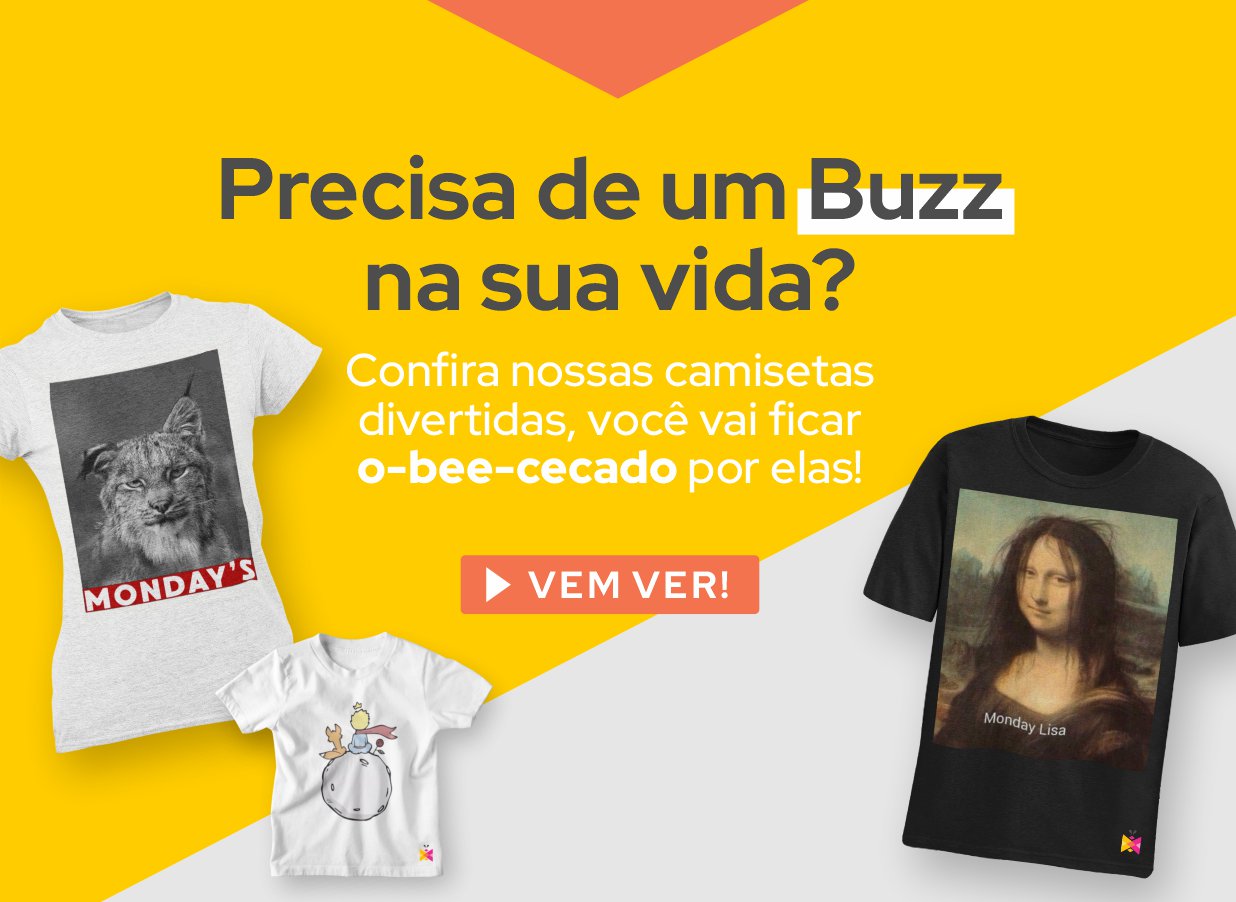 Precisa de um Buzz
na sua vida?
Confira nossas camisetas
divertidas, você vai ficar
o-bee-cecado por elas!
VEM VER!
MONDAY'S
Monday Lisa